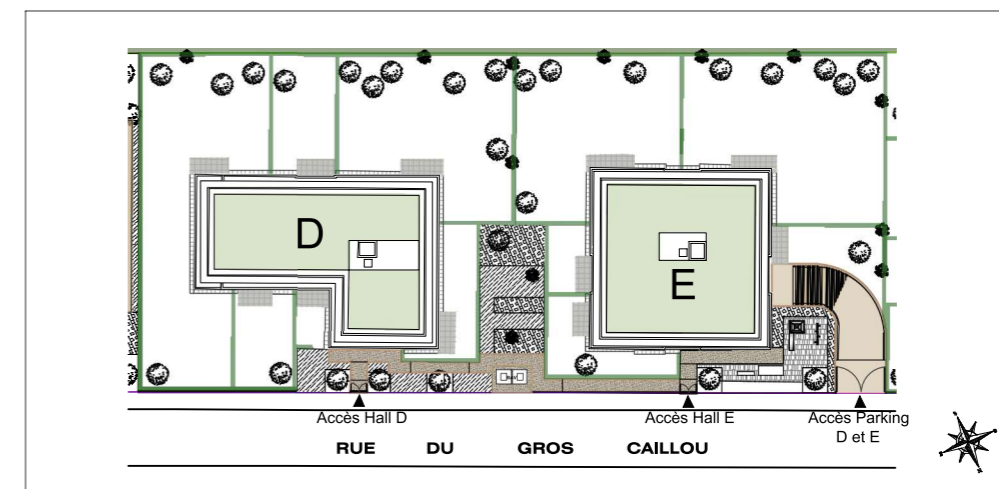 D
E
Accès Hall D
Accès Hall E
Accès Parking
D et E
RUE DU GROS CAILLOU